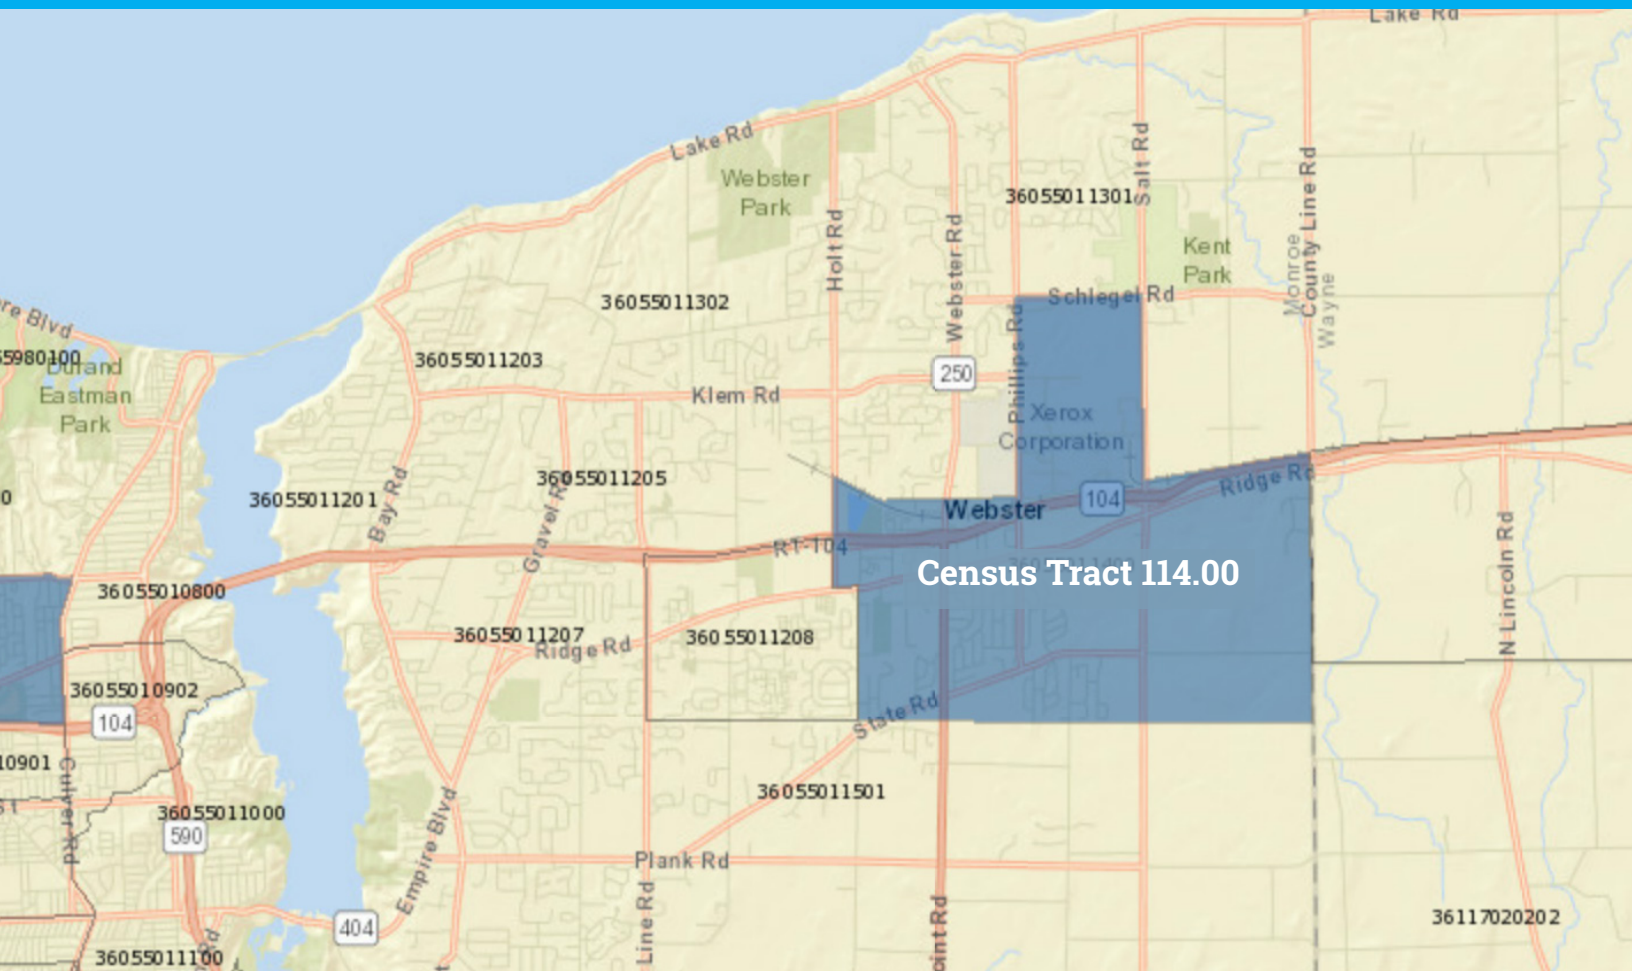 Lake Rd
Lake Rd
Salt Rd
County Line Rd
Monroe
Wayne
Webster
Park
36055011301
Holt Rd
Webster Rd
Kent
Park
36055011302
Schlegel Rd
re Blvd
55980100
Durand
Eastman
Park
36055011203
250
Phillips Rd
Klem Rd
Xerox
Corporation
36055011205
36055011201
Bay Rd
Gravel Rd
Ridge Rd
104
Webster
RT-104
N Lincoln Rd
Census Tract 114.00
36055010800
36055011207
Ridge Rd
36055011208
36055010902
104
State Rd
10901
Culver Rd
36055011501
36055011000
590
Empire Blvd
Plank Rd
Line Rd
oint Rd
404
36117020202
36055011100